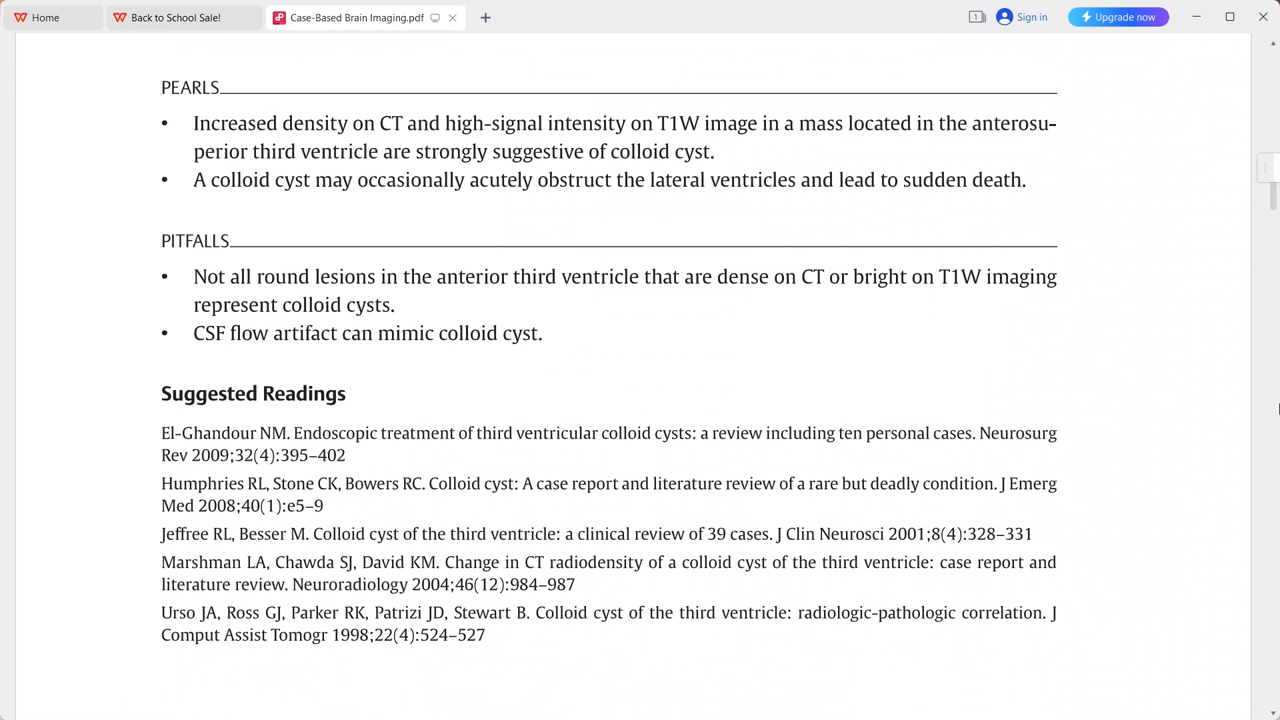 Home
Back to School Sale!
Case-Based Brain Imaging.pdf
1
Sign in
Upgrade now
PEARLS
• Increased density on CT and high-signal intensity on T1W image in a mass located in the anterosu-
perior third ventricle are strongly suggestive of colloid cyst.
• A colloid cyst may occasionally acutely obstruct the lateral ventricles and lead to sudden death.
PITFALLS
• Not all round lesions in the anterior third ventricle that are dense on CT or bright on T1W imaging
represent colloid cysts.
• CSF flow artifact can mimic colloid cyst.
Suggested Readings
El-Ghandour NM. Endoscopic treatment of third ventricular colloid cysts: a review including ten personal cases. Neurosurg
Rev 2009;32(4):395–402
Humphries RL, Stone CK, Bowers RC. Colloid cyst: A case report and literature review of a rare but deadly condition. J Emerg
Med 2008;40(1):e5–9
Jeffree RL, Besser M. Colloid cyst of the third ventricle: a clinical review of 39 cases. J Clin Neurosci 2001;8(4):328–331
Marshman LA, Chawda SJ, David KM. Change in CT radiodensity of a colloid cyst of the third ventricle: case report and
literature review. Neuroradiology 2004;46(12):984–987
Urso JA, Ross GJ, Parker RK, Patrizi JD, Stewart B. Colloid cyst of the third ventricle: radiologic-pathologic correlation. J
Comput Assist Tomogr 1998;22(4):524–527